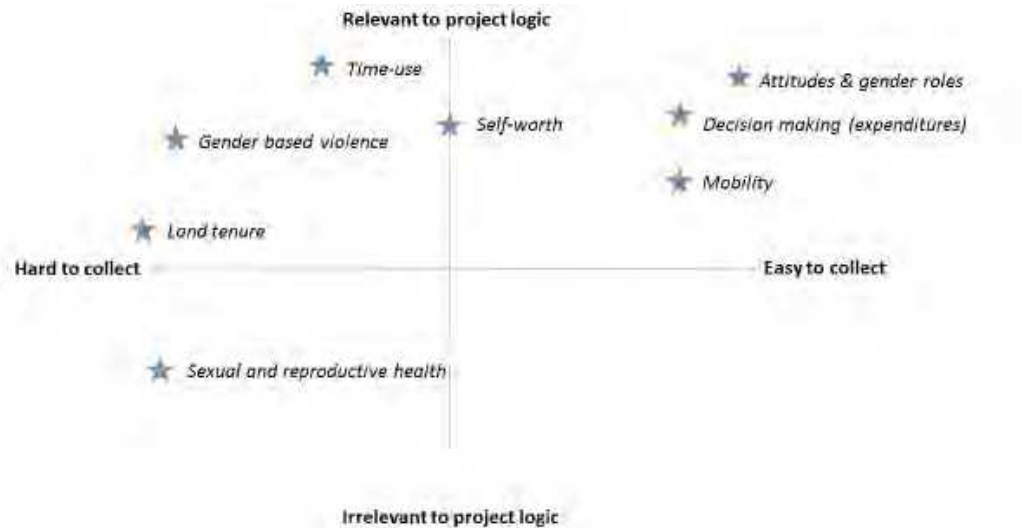 Relevant to project logic
Time-use
Attitudes & gender roles
Self-worth
Decision making (expenditures)
Gender based violence
Mobility
Land tenure
Hard to collect
Easy to collect
Sexual and reproductive health
Irrelevant to project logic